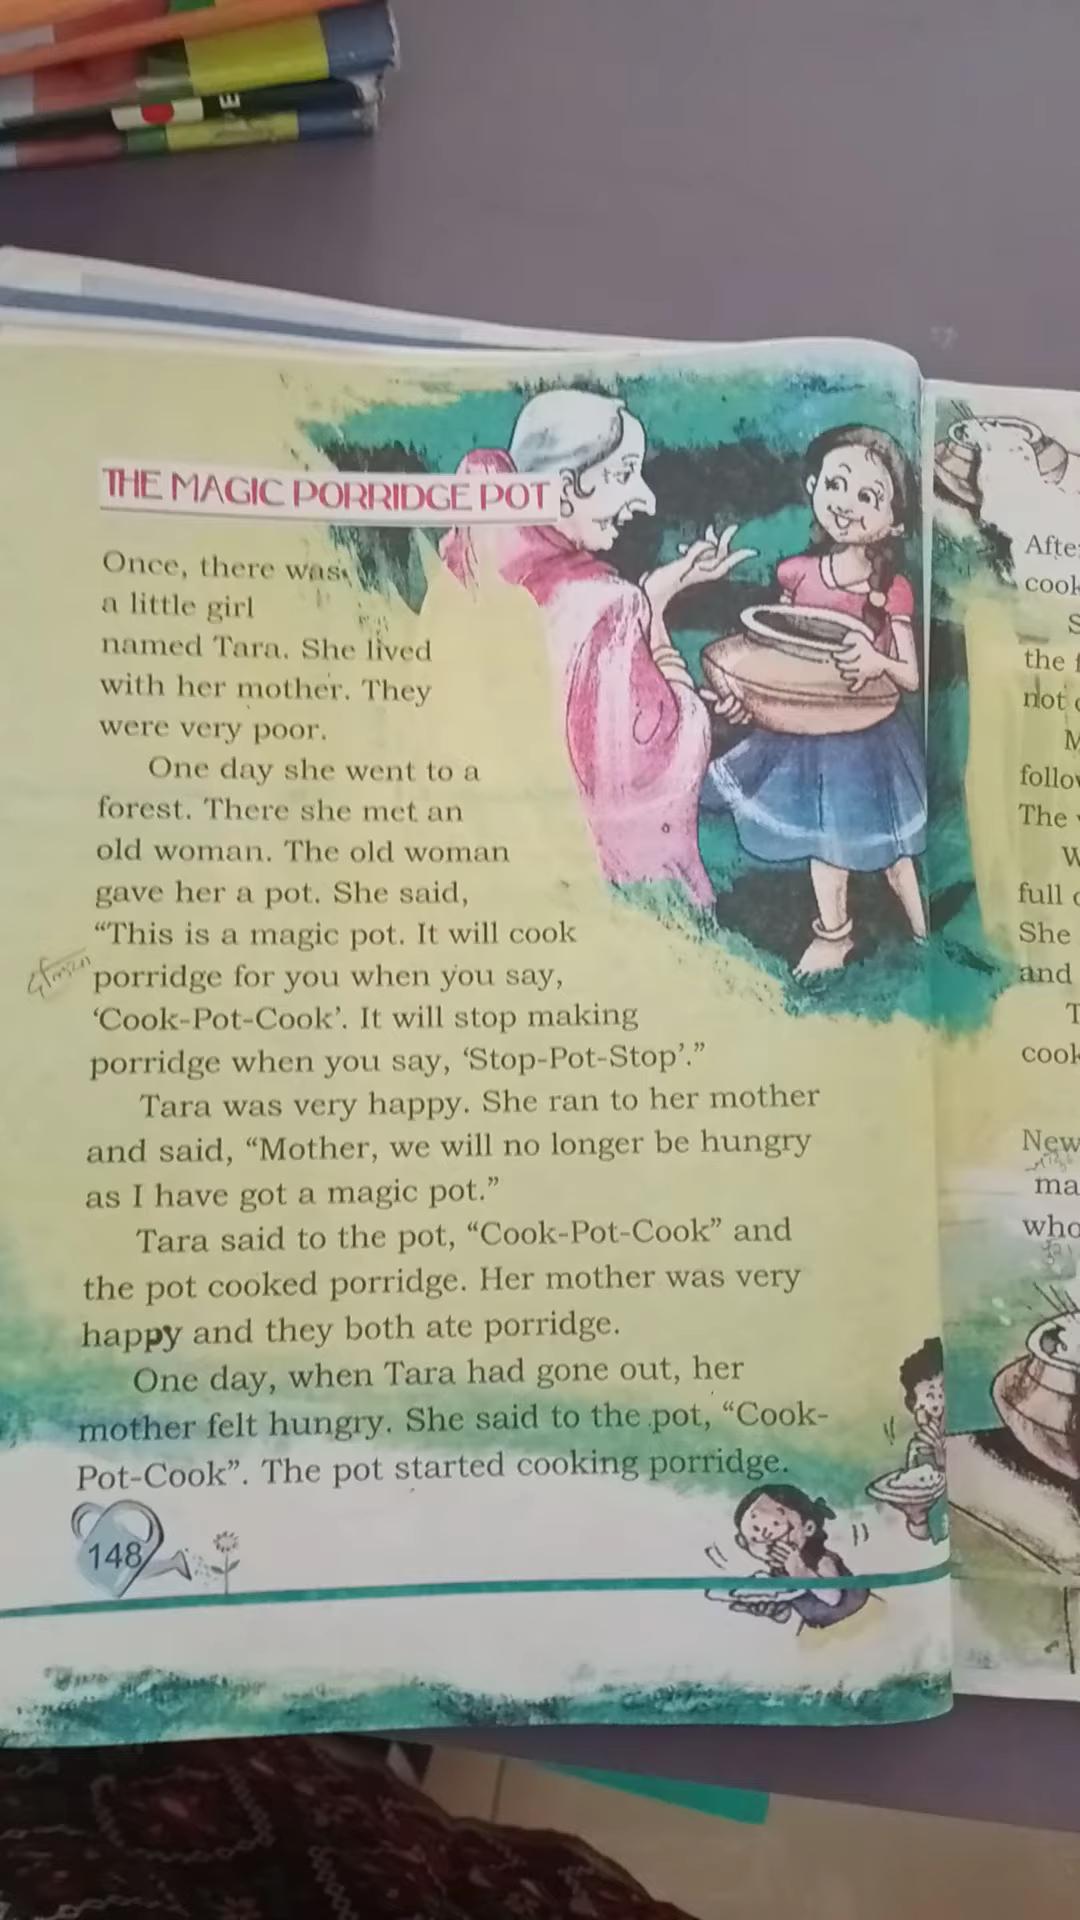 THE MAGIC PORRIDGE POT
Once, there was
a little girl
named Tara. She lived
with her mother. They
were very poor.
One day she went to a
forest. There she met an
old woman. The old woman
gave her a pot. She said,
“This is a magic pot. It will cook
porridge for you when you say,
‘Cook-Pot-Cook’. It will stop making
porridge when you say, ‘Stop-Pot-Stop’.”
Tara was very happy. She ran to her mother
and said, “Mother, we will no longer be hungry
as I have got a magic pot.”
Tara said to the pot, “Cook-Pot-Cook” and
the pot cooked porridge. Her mother was very
happy and they both ate porridge.
One day, when Tara had gone out, her
mother felt hungry. She said to the pot, “Cook-
Pot-Cook”. The pot started cooking porridge.
148
the
not
The
full
She
and
who